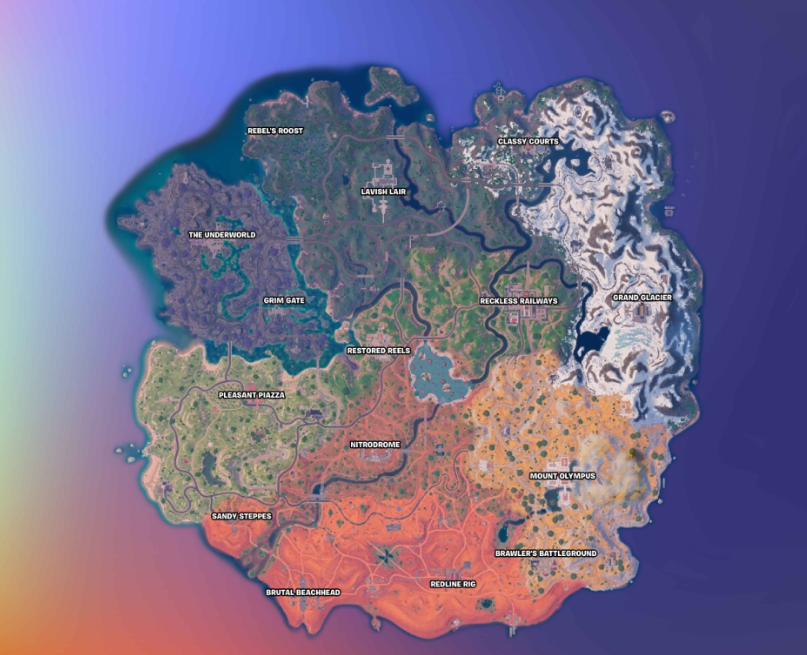 REBEL'S ROOST
CLASSY COURTS
LAVISH LAIR
THE UNDERWORLD
GRIM GATE
GRAND GLACIER
RECKLESS RAILWAYS
RESTORED REELS
PLEASANT PIAZZA
NITRODROME
MOUNT OLYMPUS
SANDY STEPPES
BRAWLER'S BATTLEGROUND
REDLINE RIG
BRUTAL BEACHHEAD